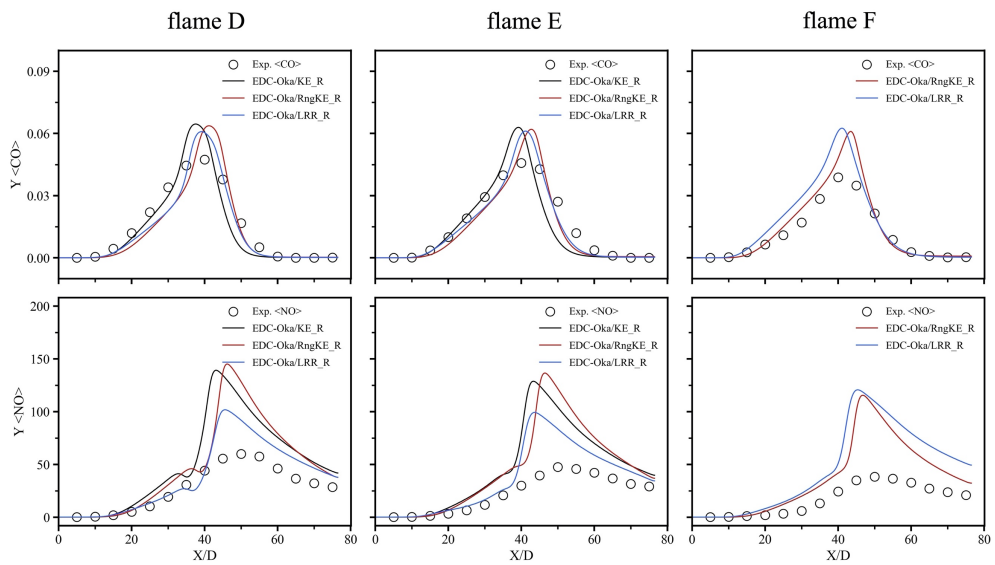 flame D
flame E
flame F
Y <CO>
0.09
0.06
0.03
0.00
Exp. <CO>
EDC-Oka/KE_R
EDC-Oka/RngKE_R
EDC-Oka/LRR_R
Exp. <CO>
EDC-Oka/KE_R
EDC-Oka/RngKE_R
EDC-Oka/LRR_R
Exp. <CO>
EDC-Oka/RngKE_R
EDC-Oka/LRR_R
Y <NO>
200
150
100
50
0
Exp. <NO>
EDC-Oka/KE_R
EDC-Oka/RngKE_R
EDC-Oka/LRR_R
Exp. <NO>
EDC-Oka/KE_R
EDC-Oka/RngKE_R
EDC-Oka/LRR_R
Exp. <NO>
EDC-Oka/RngKE_R
EDC-Oka/LRR_R
0 20 40 60 80
0 20 40 60 80
0 20 40 60 80
X/D
X/D
X/D